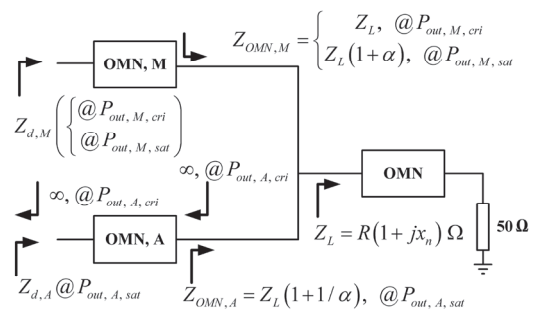 OMN, M
Z_{OMN, M} = { Z_L, @P_{out, M, cri}
Z_L(1+α), @P_{out, M, sat}
Z_{d, M} ( { @P_{out, M, cri}
@P_{out, M, sat} )
∞, @P_{out, A, cri}
∞, @P_{out, A, cri}
OMN
OMN, A
Z_L = R(1+jx_n) Ω
50 Ω
Z_{d, A} @P_{out, A, sat}
Z_{OMN, A} = Z_L(1+1/α), @P_{out, A, sat}